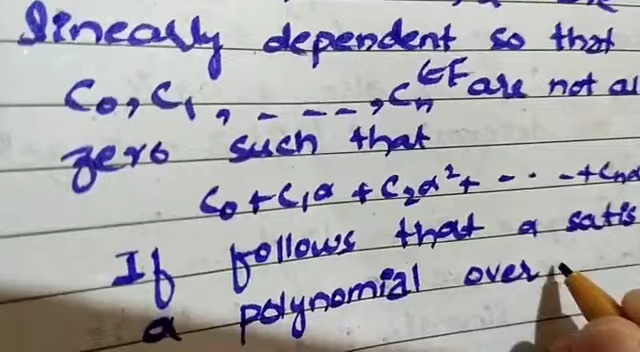 linearly dependent so that
C₀, C₁, - - - -, Cₙ ∈F are not al
zero such that
C₀ + C₁α + C₂α² + - - - + Cₙα
If follows that α satis
a polynomial over